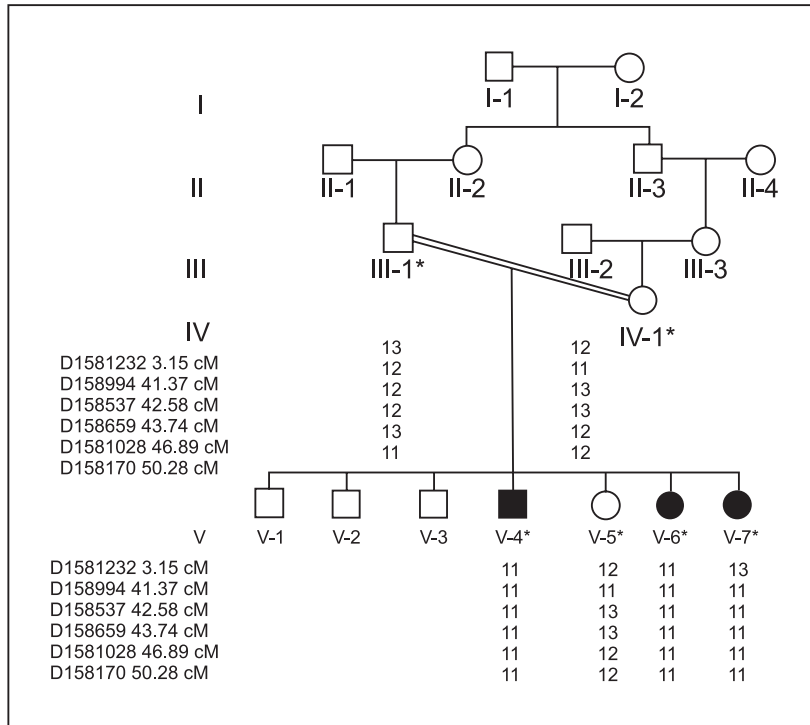 I-1 I-2
I
II-1 II-2 II-3 II-4
II
III-1* III-2 III-3
III
IV-1*
IV
13 12
D1581232 3.15 cM
12 11
D158994 41.37 cM
12 13
D158537 42.58 cM
12 13
D158659 43.74 cM
13 12
D1581028 46.89 cM
11 12
D158170 50.28 cM
V V-1 V-2 V-3 V-4* V-5* V-6* V-7*
D1581232 3.15 cM 11 12 11 13
D158994 41.37 cM 11 11 11 11
D158537 42.58 cM 11 13 11 11
D158659 43.74 cM 11 13 11 11
D1581028 46.89 cM 11 12 11 11
D158170 50.28 cM 11 12 11 11